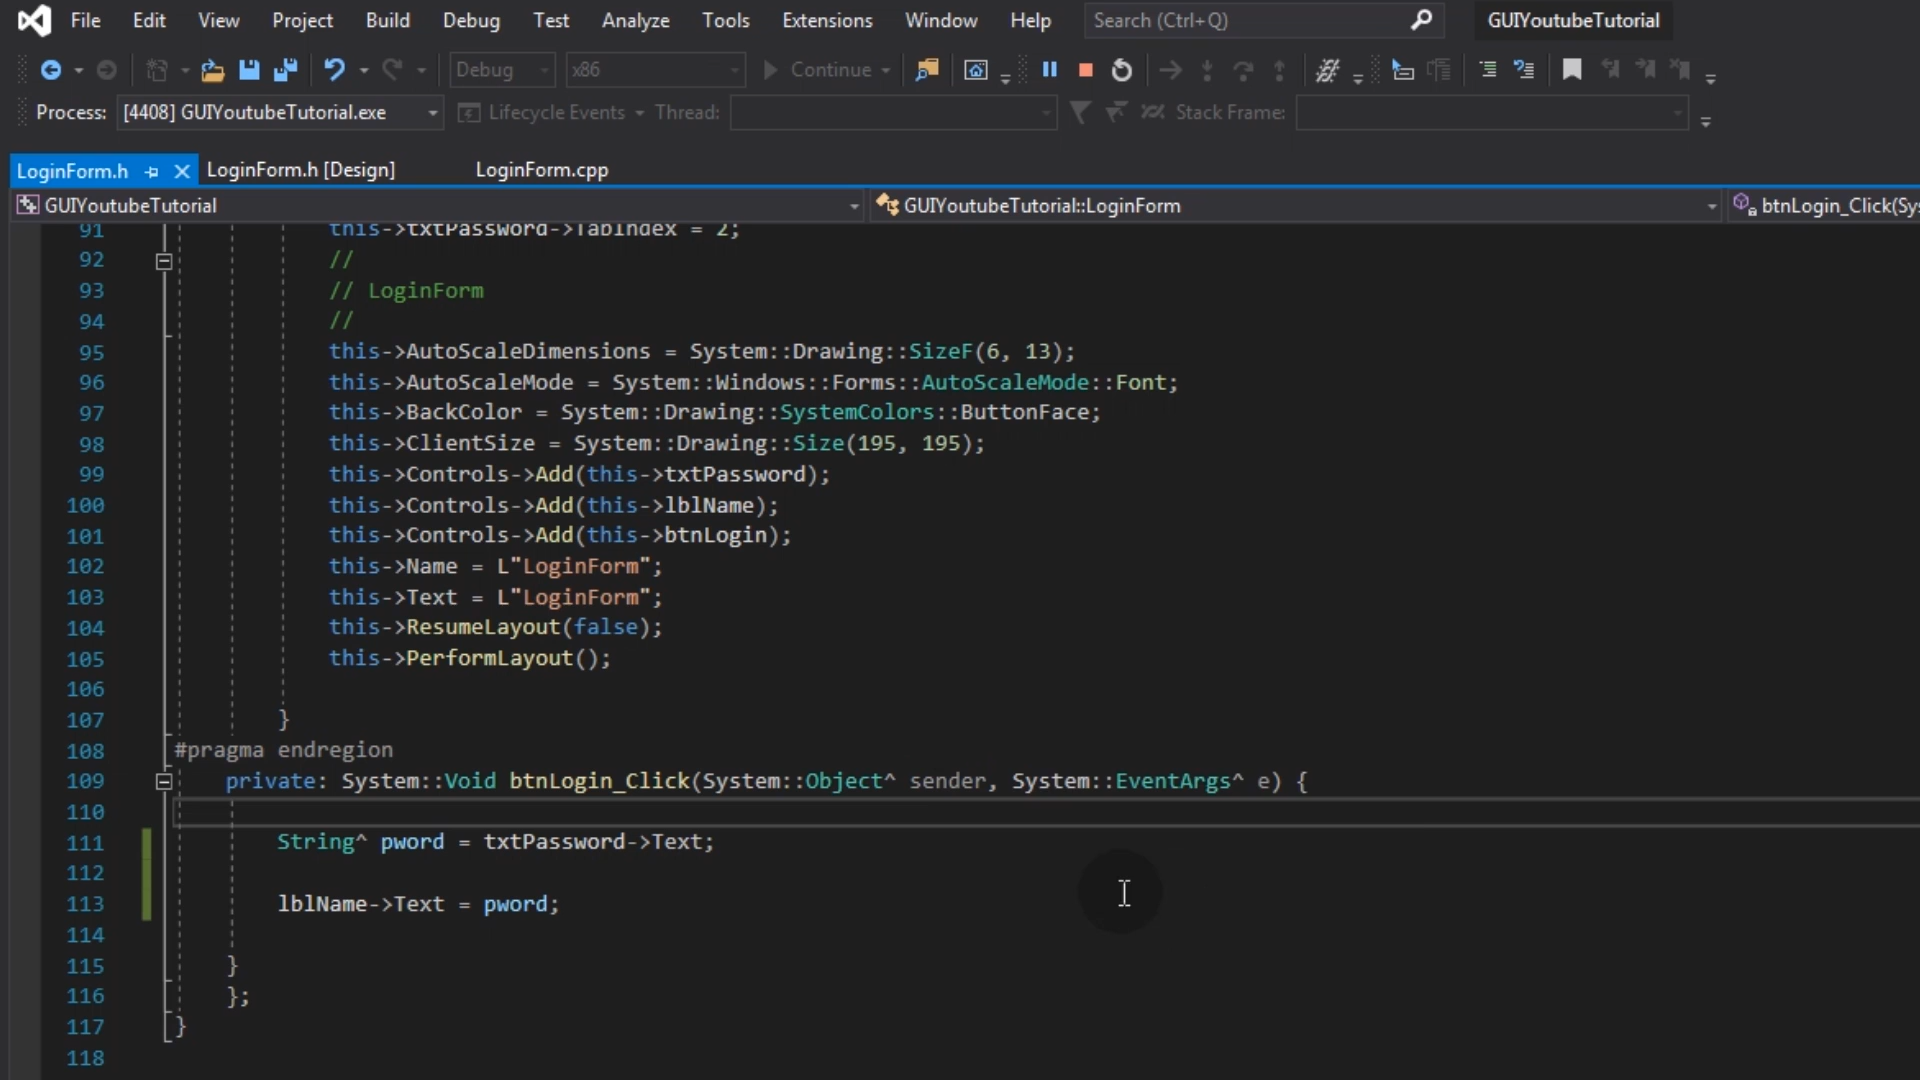 File Edit View Project Build Debug Test Analyze Tools Extensions Window Help Search (Ctrl+Q) GUIYoutubeTutorial
Debug x86 Continue
Process: [4408] GUIYoutubeTutorial.exe Lifecycle Events Thread: Stack Frame:
LoginForm.h LoginForm.h [Design] LoginForm.cpp
GUIYoutubeTutorial GUIYoutubeTutorial::LoginForm btnLogin_Click(Sys
91 this->txtPassword->TabIndex = 2;
92 //
93 // LoginForm
94 //
95 this->AutoScaleDimensions = System::Drawing::SizeF(6, 13);
96 this->AutoScaleMode = System::Windows::Forms::AutoScaleMode::Font;
97 this->BackColor = System::Drawing::SystemColors::ButtonFace;
98 this->ClientSize = System::Drawing::Size(195, 195);
99 this->Controls->Add(this->txtPassword);
100 this->Controls->Add(this->lblName);
101 this->Controls->Add(this->btnLogin);
102 this->Name = L"LoginForm";
103 this->Text = L"LoginForm";
104 this->ResumeLayout(false);
105 this->PerformLayout();
106
107 }
108 #pragma endregion
109 private: System::Void btnLogin_Click(System::Object^ sender, System::EventArgs^ e) {
110
111 String^ pword = txtPassword->Text;
112
113 lblName->Text = pword;
114
115 }
116 };
117 }
118